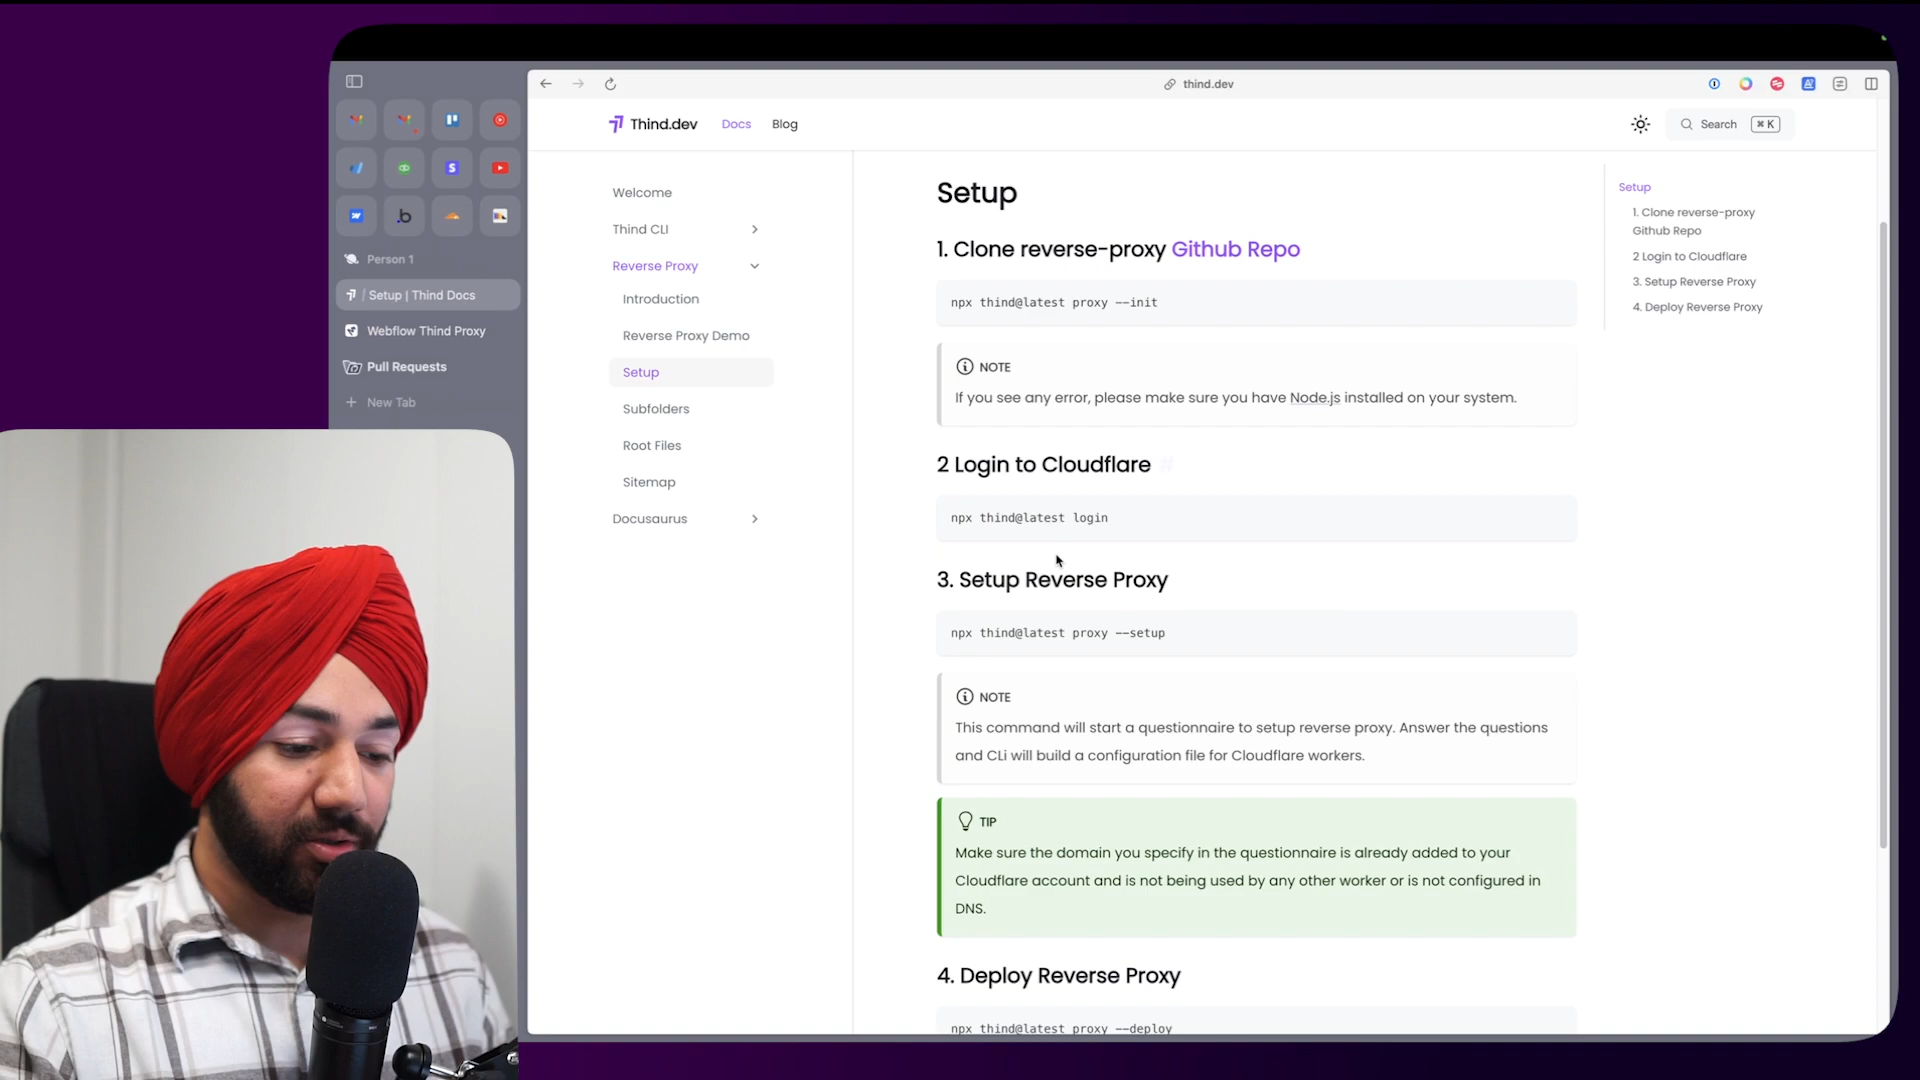 thind.dev
Thind.dev
Docs
Blog
Search
⌘ K
Person 1
Setup | Thind Docs
Webflow Thind Proxy
Pull Requests
+ New Tab
Welcome
Thind CLI
Reverse Proxy
Introduction
Reverse Proxy Demo
Setup
Subfolders
Root Files
Sitemap
Docusaurus
Setup
1. Clone reverse-proxy Github Repo
npx thind@latest proxy --init
NOTE
If you see any error, please make sure you have Node.js installed on your system.
2 Login to Cloudflare #
npx thind@latest login
3. Setup Reverse Proxy
npx thind@latest proxy --setup
NOTE
This command will start a questionnaire to setup reverse proxy. Answer the questions
and CLi will build a configuration file for Cloudflare workers.
TIP
Make sure the domain you specify in the questionnaire is already added to your
Cloudflare account and is not being used by any other worker or is not configured in
DNS.
4. Deploy Reverse Proxy
npx thind@latest proxy --deploy
Setup
1. Clone reverse-proxy
Github Repo
2 Login to Cloudflare
3. Setup Reverse Proxy
4. Deploy Reverse Proxy